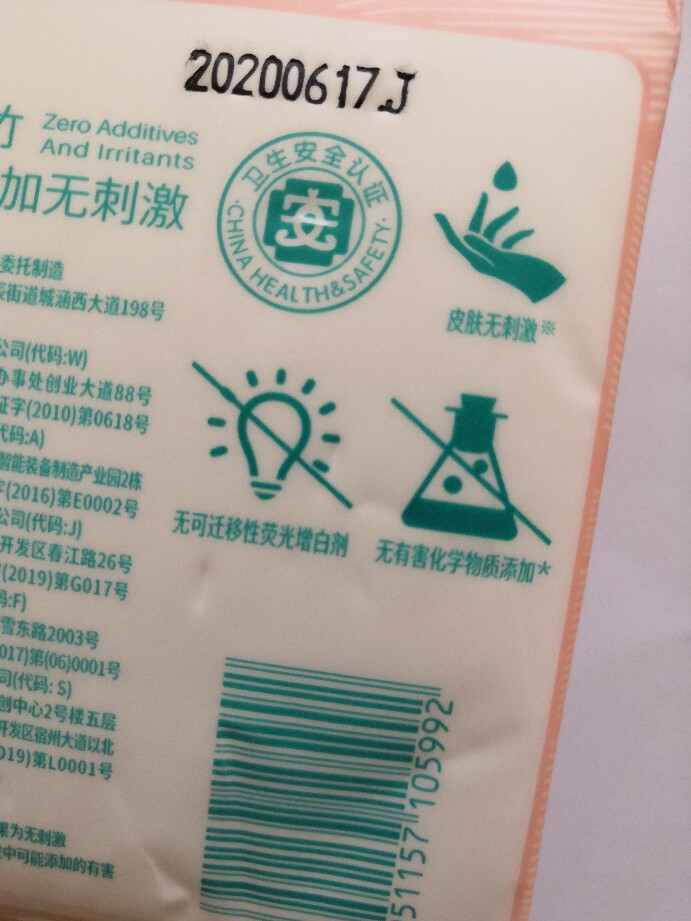 20200617J
竹
Zero Additives
And Irritants
加无刺激
卫生安全认证
安
·CHINA HEALTH&SAFETY·
皮肤无刺激※
无可迁移性荧光增白剂
无有害化学物质添加*
委托制造
街道城涵西大道198号
公司(代码:W)
办事处创业大道88号
证字(2010)第0618号
代码:A)
智能装备制造产业园2栋
字(2016)第E0002号
公司(代码:J)
开发区春江路26号
(2019)第G017号
码:F)
雪东路2003号
017)第(06)0001号
司(代码: S)
创中心2号楼五层
开发区宿州大道以北
019)第L0001号
果为无刺激
中可能添加的有害
51157 105992